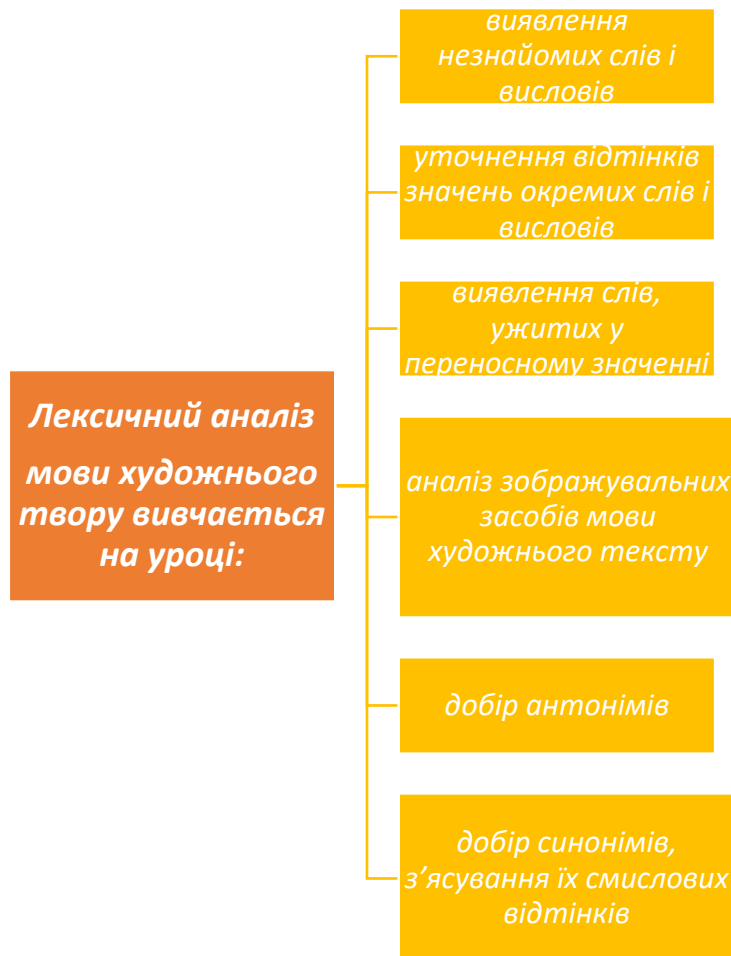 виявлення
незнайомих слів і
висловів
уточнення відтінків
значень окремих слів і
висловів
виявлення слів,
ужитих у
переносному значенні
Лексичний аналіз
мови художнього
твору вивчається
на уроці:
аналіз зображувальних
засобів мови
художнього тексту
добір антонімів
добір синонімів,
з’ясування їх смислових
відтінків